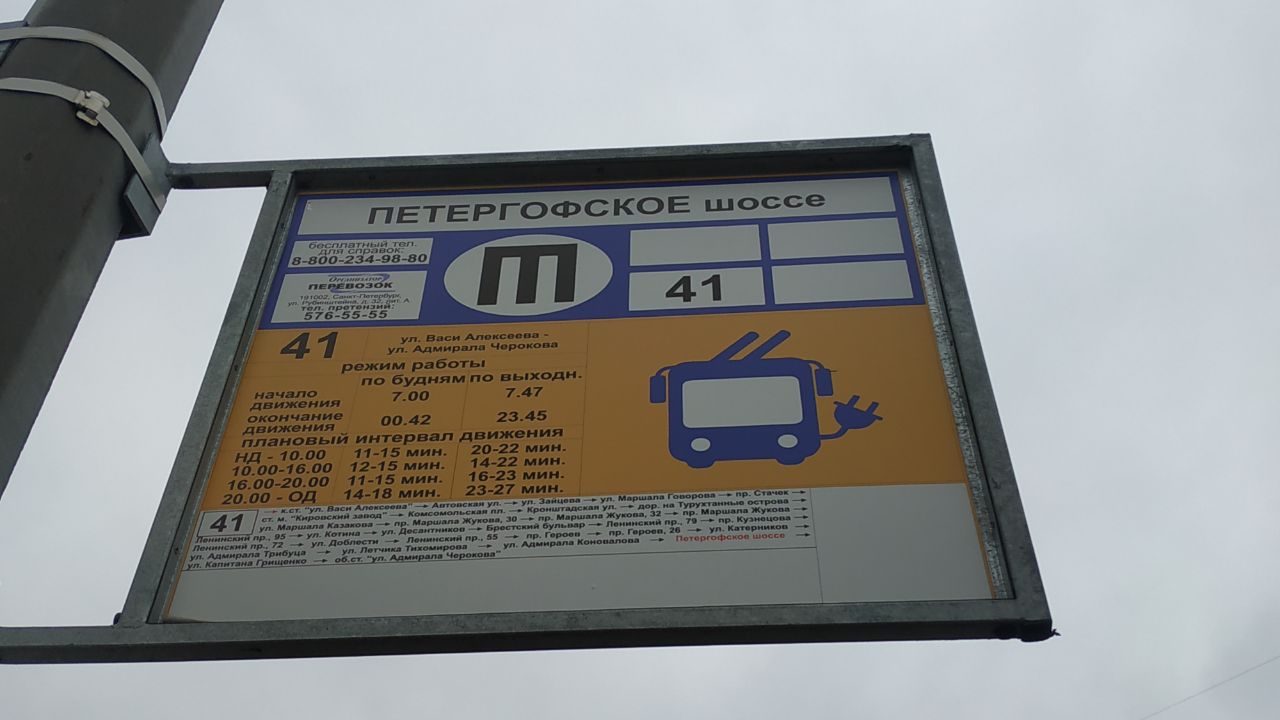 ПЕТЕРГОФСКОЕ шоссе
бесплатный тел.
для справок:
8-800-234-98-80
Организатор
ПЕРЕВОЗОК
191002, Санкт-Петербург,
ул. Рубинштейна, д. 32, лит. А
тел. претензий:
576-55-55
m
41
41
ул. Васи Алексеева -
ул. Адмирала Черокова
режим работы
по будням по выходн.
начало движения 7.00 7.47
окончание движения 00.42 23.45
плановый интервал движения
НД - 10.00 11-15 мин. 20-22 мин.
10.00-16.00 12-15 мин. 14-22 мин.
16.00-20.00 11-15 мин. 16-23 мин.
20.00 - ОД 14-18 мин. 23-27 мин.
41
→ к.ст. "ул. Васи Алексеева" → Автовская ул. → ул. Зайцева → ул. Маршала Говорова → пр. Стачек →
ст. м. "Кировский завод" → Комсомольская пл. → Кронштадтская ул. → дор. на Турухтанные острова →
ул. Маршала Казакова → пр. Маршала Жукова, 30 → пр. Маршала Жукова, 32 → пр. Маршала Жукова →
Ленинский пр., 95 → ул. Котина → ул. Десантников → Брестский бульвар → Ленинский пр., 79 → пр. Кузнецова →
Ленинский пр., 72 → ул. Доблести → Ленинский пр., 55 → пр. Героев → пр. Героев, 26 → ул. Катерников →
ул. Адмирала Трибуца → ул. Летчика Тихомирова → ул. Адмирала Коновалова → Петергофское шоссе →
ул. Капитана Грищенко → об.ст. "ул. Адмирала Черокова"